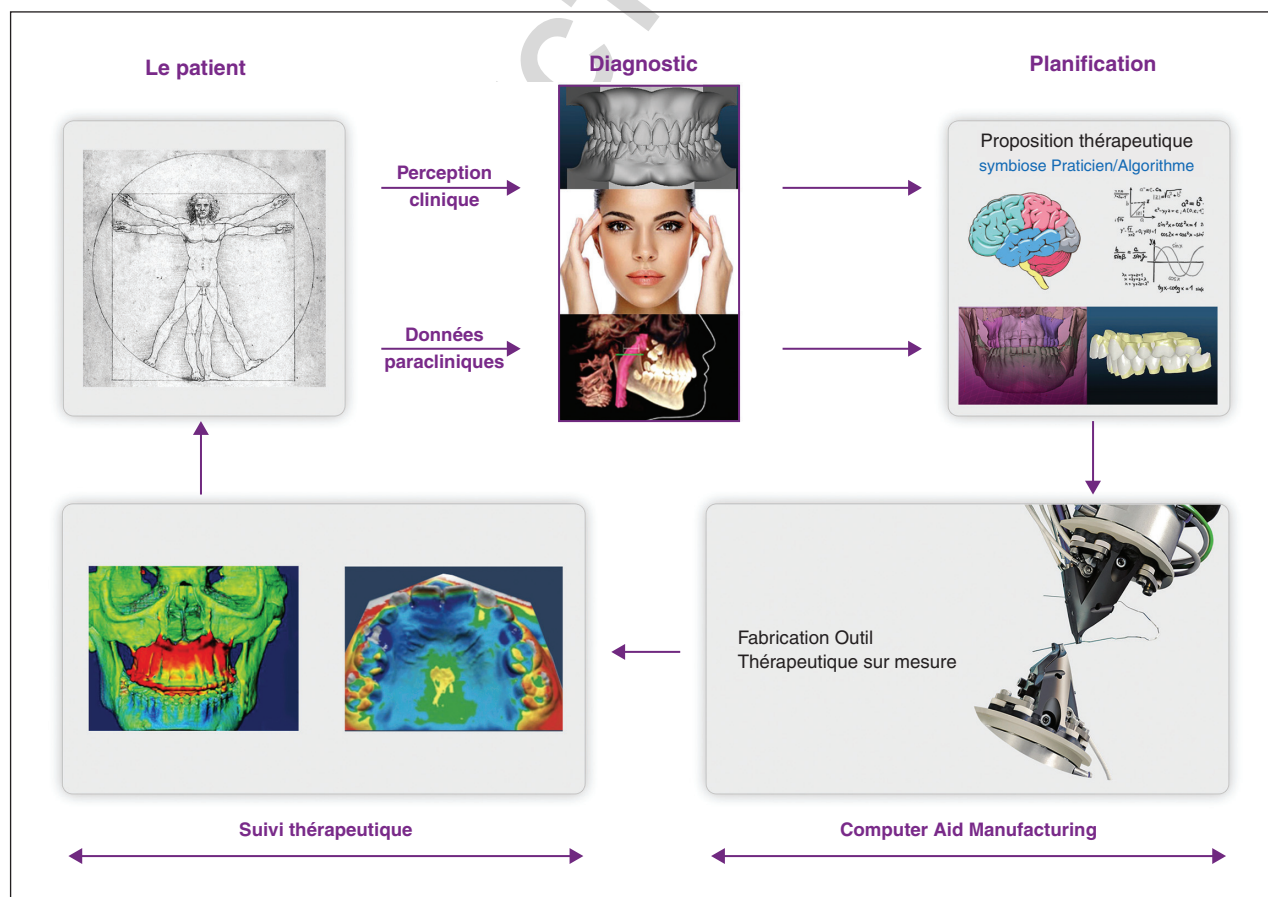 Le patient
Diagnostic
Planification
Perception
clinique
Données
paracliniques
Proposition thérapeutique
symbiose Praticien/Algorithme
Fabrication Outil
Thérapeutique sur mesure
Suivi thérapeutique
Computer Aid Manufacturing